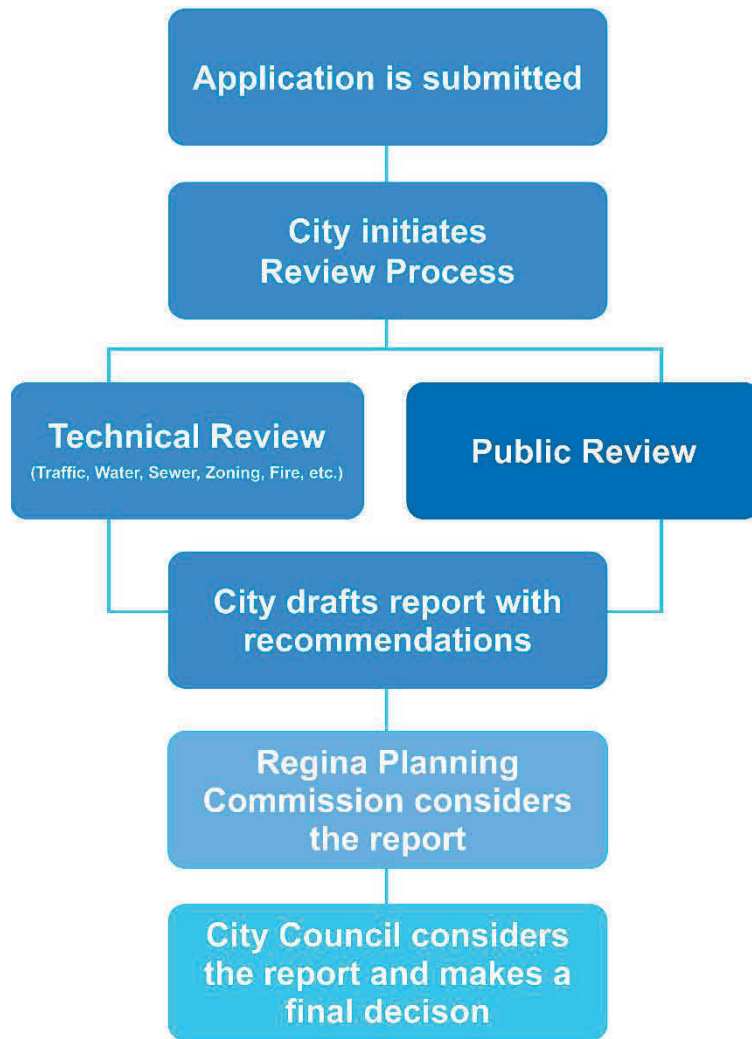 Application is submitted
City initiates
Review Process
Technical Review
(Traffic, Water, Sewer, Zoning, Fire, etc.)
Public Review
City drafts report with
recommendations
Regina Planning
Commission considers
the report
City Council considers
the report and makes a
final decison